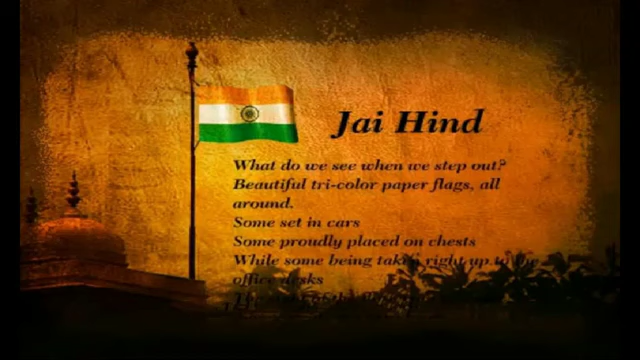 Jai Hind
What do we see when we step out?
Beautiful tri-color paper flags, all
around.
Some set in cars
Some proudly placed on chests
While some being taken right up to the
office desks